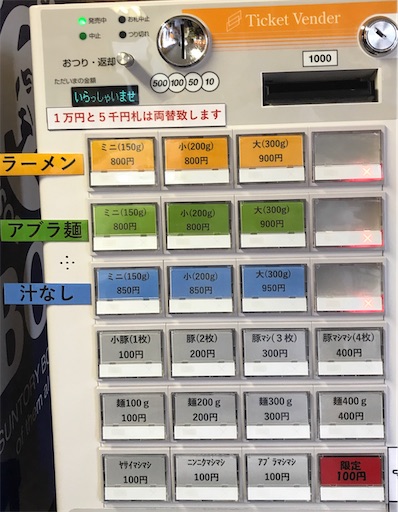 発売中
お札中止
中止
つり切れ
Ticket Vender
おつり・返却
1000
ただいまの金額
500 100 50 10
いらっしゃいませ
1万円と5千円札は両替致します
ラーメン
ミニ(150g) 800円
小(200g) 800円
大(300g) 900円
アブラ麺
ミニ(150g) 800円
小(200g) 800円
大(300g) 900円
汁なし
ミニ(150g) 850円
小(200g) 850円
大(300g) 950円
小豚(1枚) 100円
豚(2枚) 200円
豚マシ(3枚) 300円
豚マシマシ(4枚) 400円
麺100g 100円
麺200g 200円
麺300g 300円
麺400g 400円
ヤサイマシマシ 100円
ニンニクマシマシ 100円
アブラマシマシ 100円
限定 100円
SUNTORY